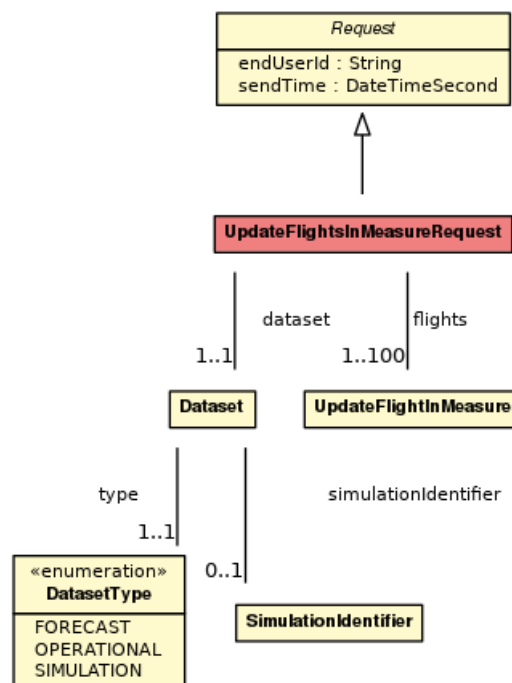 Request
endUserId : String
sendTime : DateTimeSecond
UpdateFlightsInMeasureRequest
dataset
flights
1..1
1..100
Dataset
UpdateFlightInMeasure
type
simulationIdentifier
1..1
«enumeration»
DatasetType
0..1
FORECAST
OPERATIONAL
SIMULATION
SimulationIdentifier